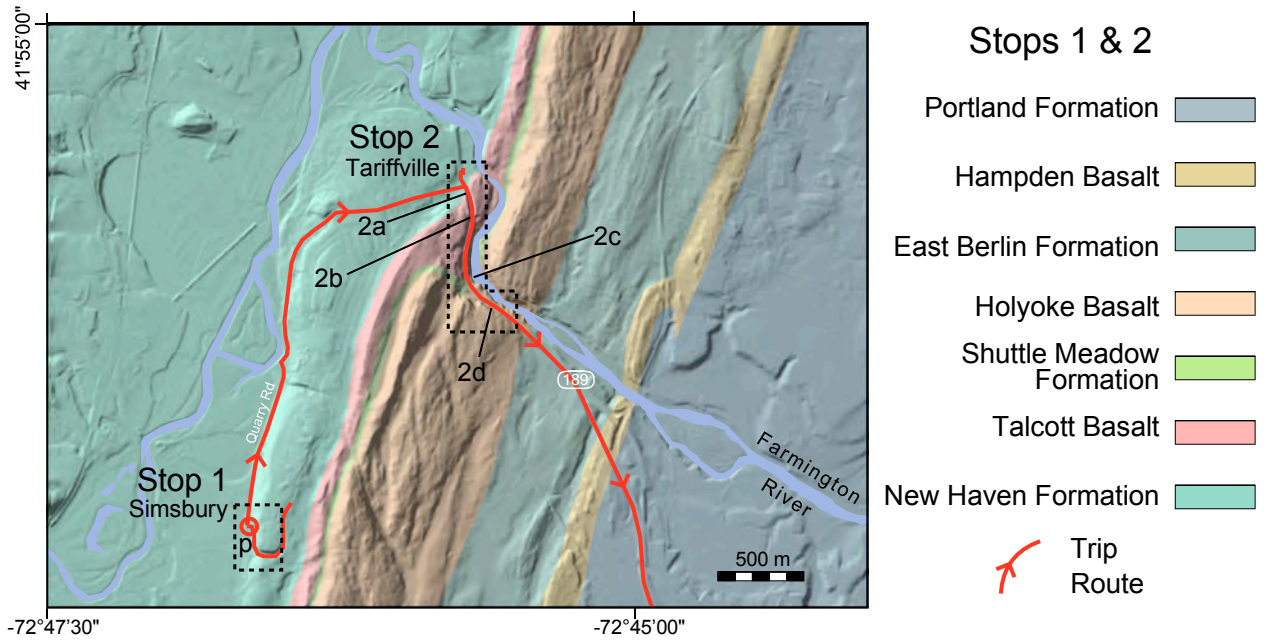 41"55'00"
Stop 2
Tariffville
2a
2b
2c
2d
189
Quarry Rd
Stop 1
Simsbury
p
Farmington
River
500 m
-72°47'30"
-72°45'00"
Stops 1 & 2
Portland Formation
Hampden Basalt
East Berlin Formation
Holyoke Basalt
Shuttle Meadow
Formation
Talcott Basalt
New Haven Formation
Trip
Route